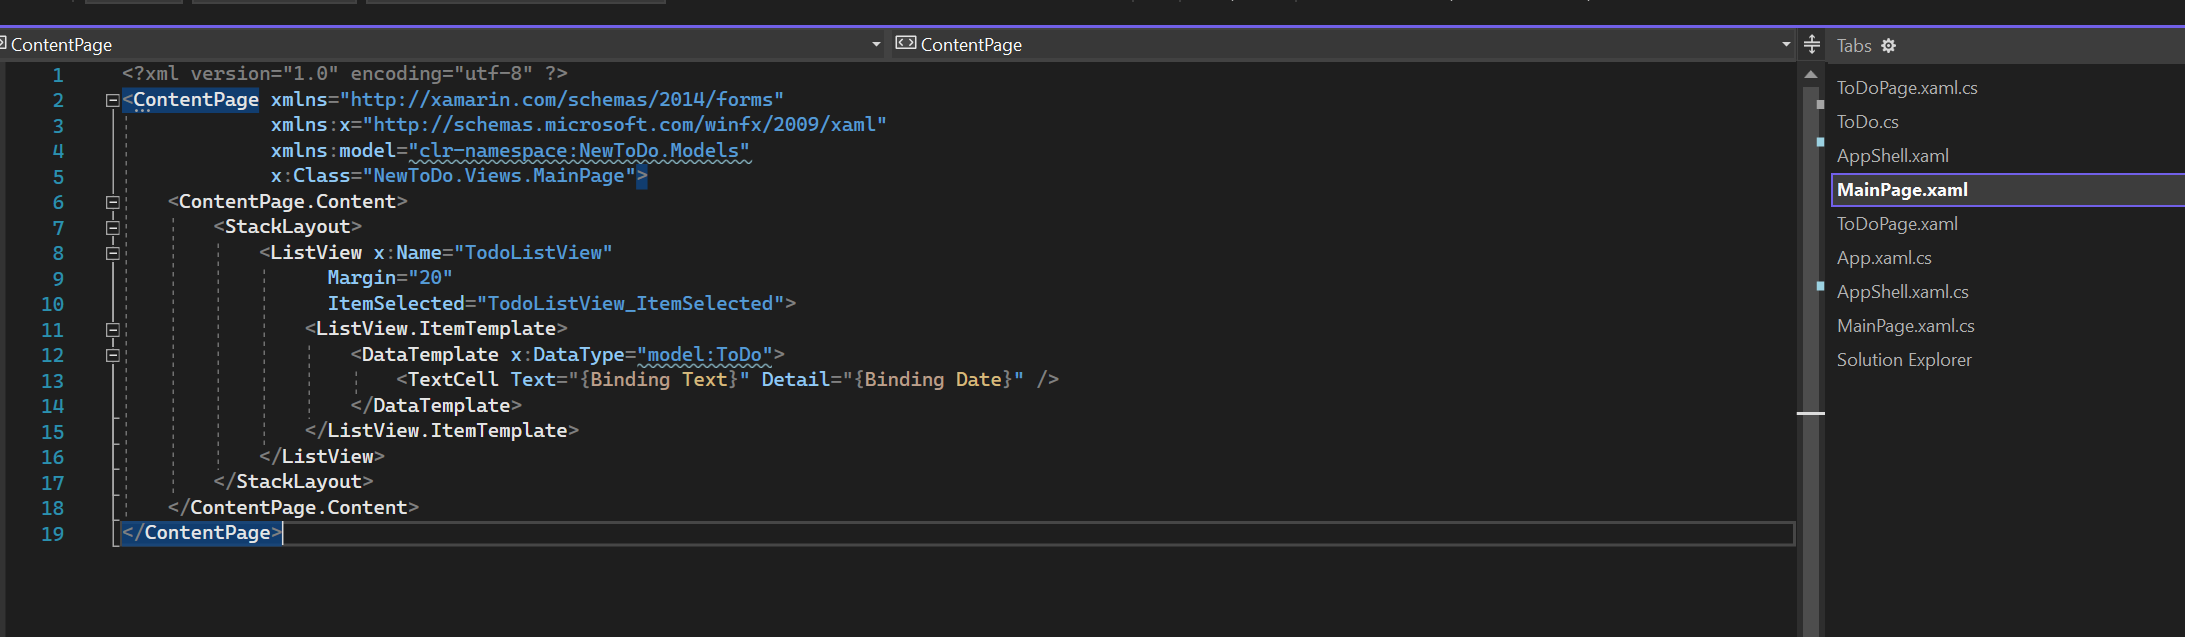 ContentPage
ContentPage
Tabs
1 <?xml version="1.0" encoding="utf-8" ?>
2 <ContentPage xmlns="http://xamarin.com/schemas/2014/forms"
3 xmlns:x="http://schemas.microsoft.com/winfx/2009/xaml"
4 xmlns:model="clr-namespace:NewToDo.Models"
5 x:Class="NewToDo.Views.MainPage">
6 <ContentPage.Content>
7 <StackLayout>
8 <ListView x:Name="TodoListView"
9 Margin="20"
10 ItemSelected="TodoListView_ItemSelected">
11 <ListView.ItemTemplate>
12 <DataTemplate x:DataType="model:ToDo">
13 <TextCell Text="{Binding Text}" Detail="{Binding Date}" />
14 </DataTemplate>
15 </ListView.ItemTemplate>
16 </ListView>
17 </StackLayout>
18 </ContentPage.Content>
19 </ContentPage>
ToDoPage.xaml.cs
ToDo.cs
AppShell.xaml
MainPage.xaml
ToDoPage.xaml
App.xaml.cs
AppShell.xaml.cs
MainPage.xaml.cs
Solution Explorer